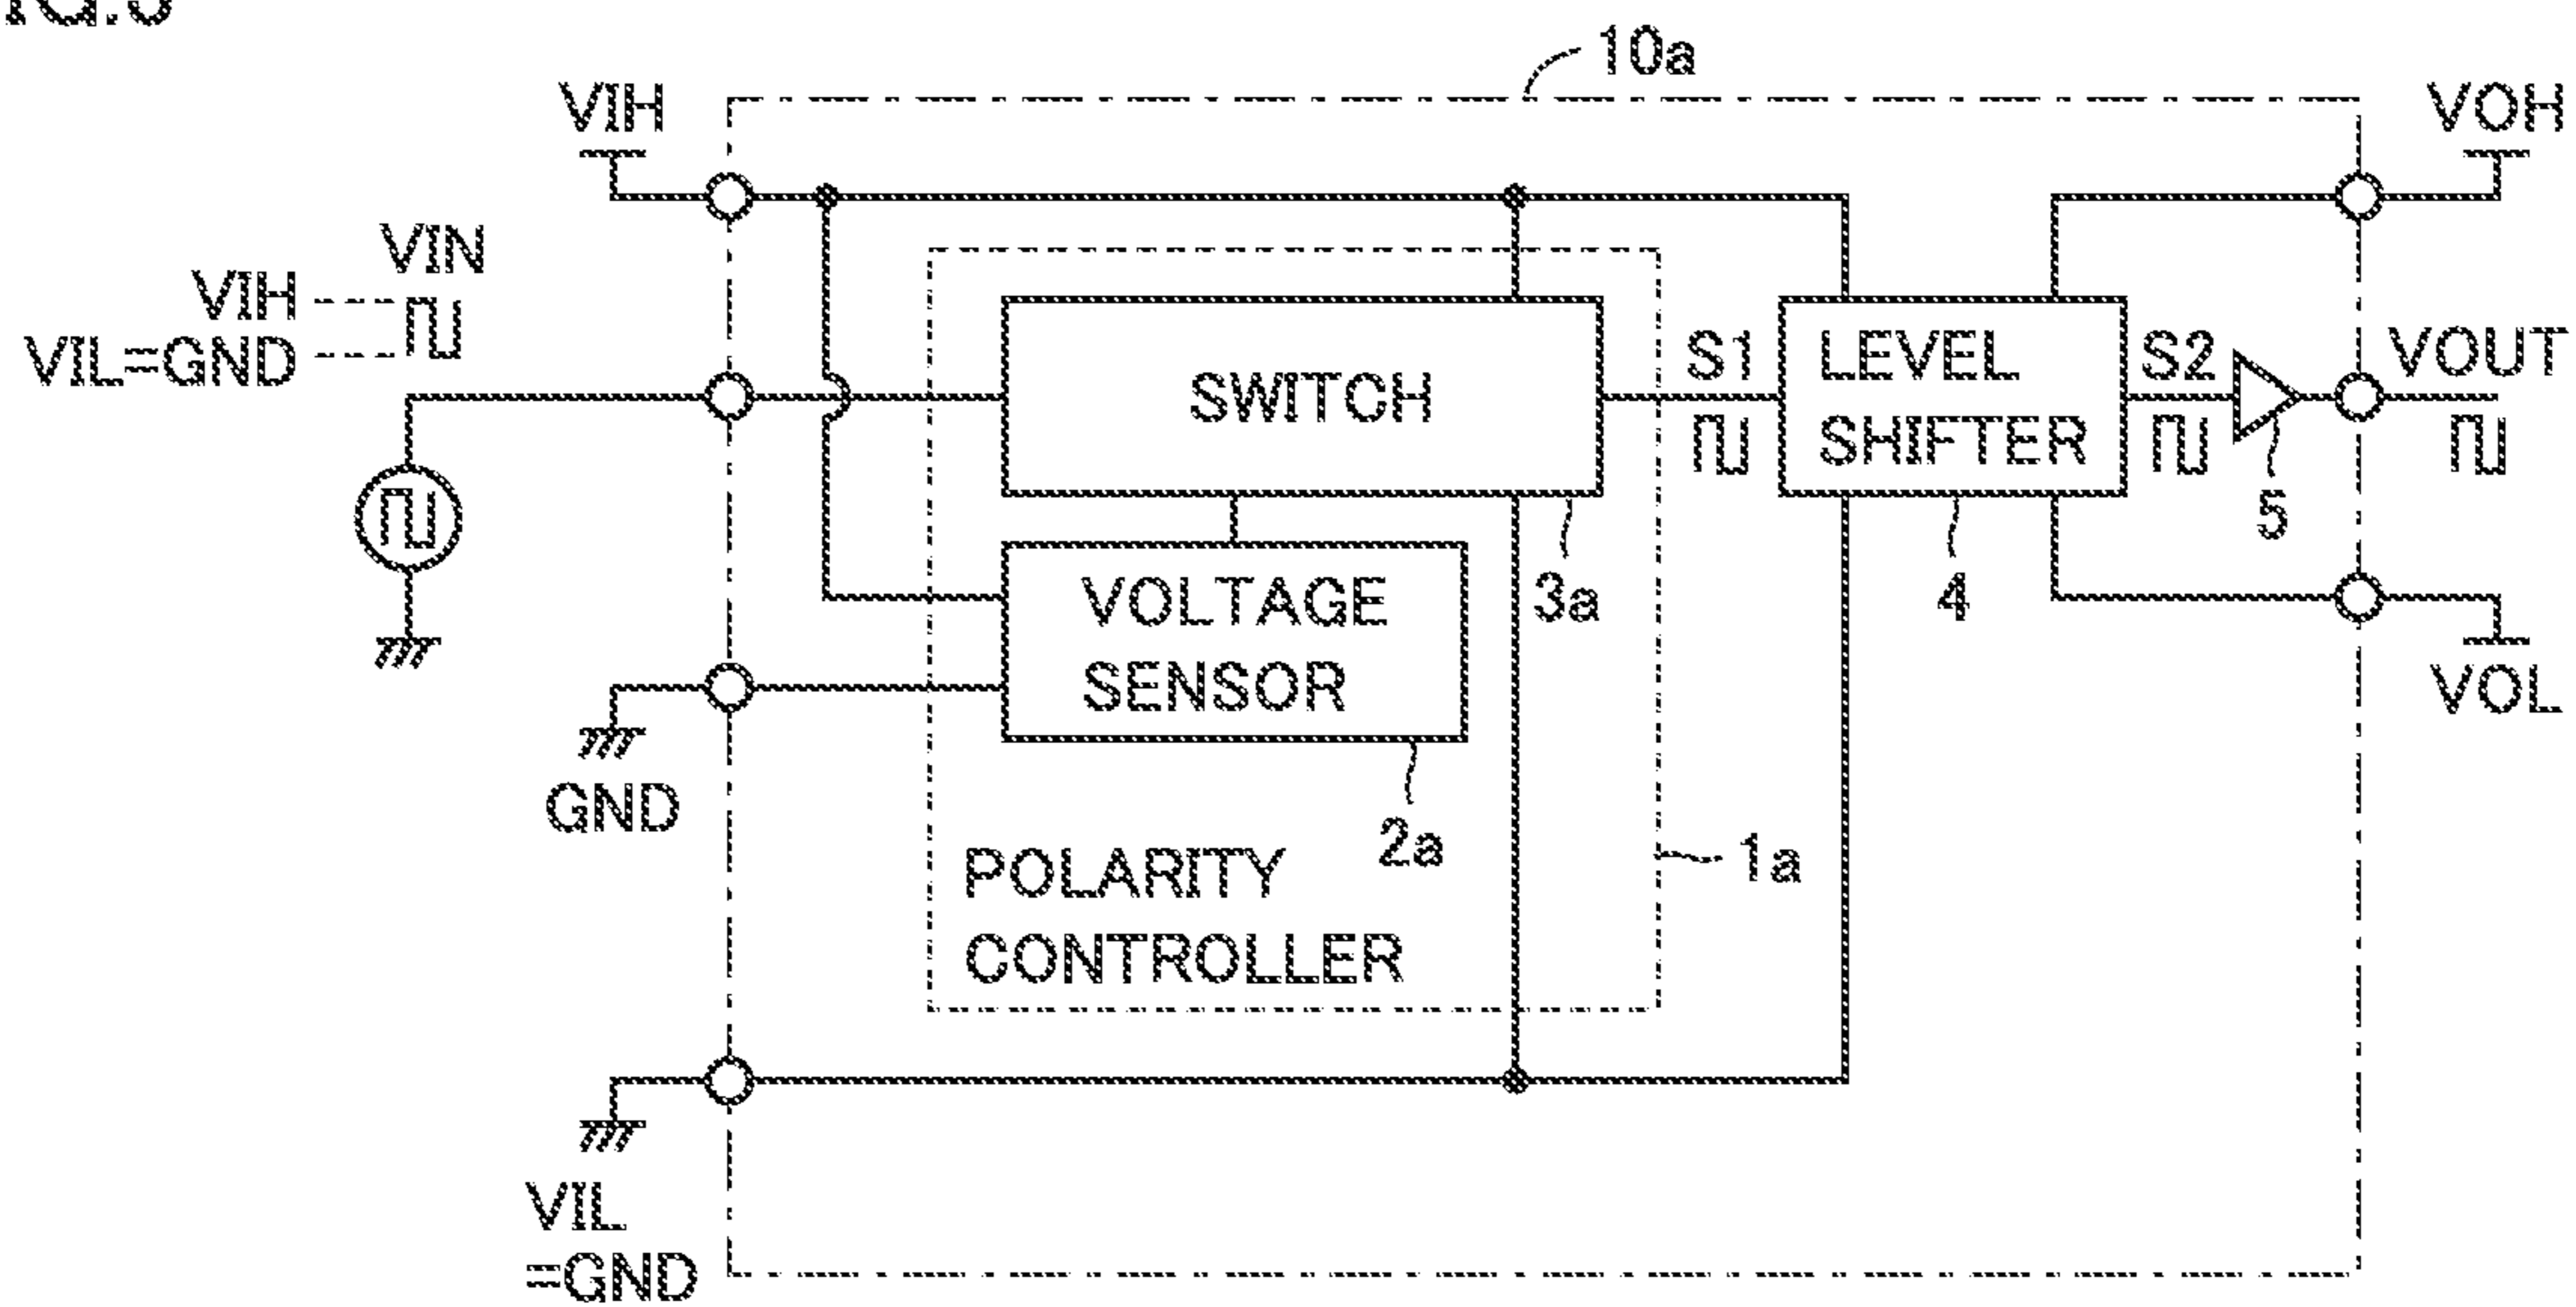 10a
VIH
VOH
VIN
VIH
VIL=GND
SWITCH
S1
LEVEL
SHIFTER
S2
VOUT
5
VOLTAGE
SENSOR
3a
4
VOL
GND
2a
1a
POLARITY
CONTROLLER
VIL
=GND